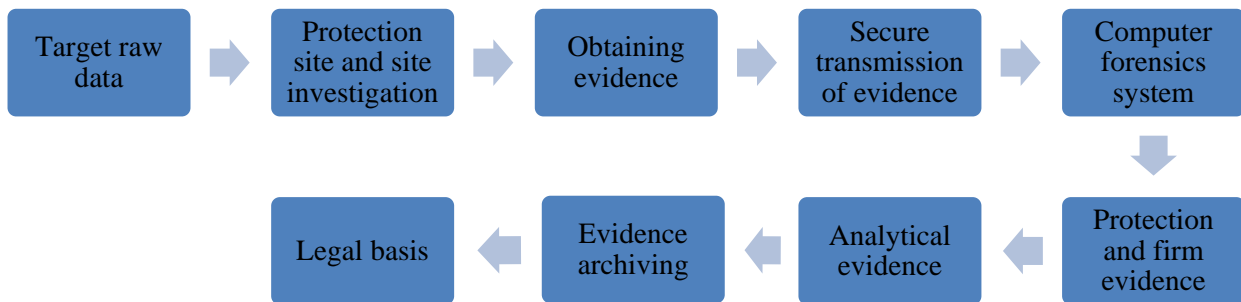 Target raw
data
Protection
site and site
investigation
Obtaining
evidence
Secure
transmission
of evidence
Computer
forensics
system
Protection
and firm
evidence
Analytical
evidence
Evidence
archiving
Legal basis